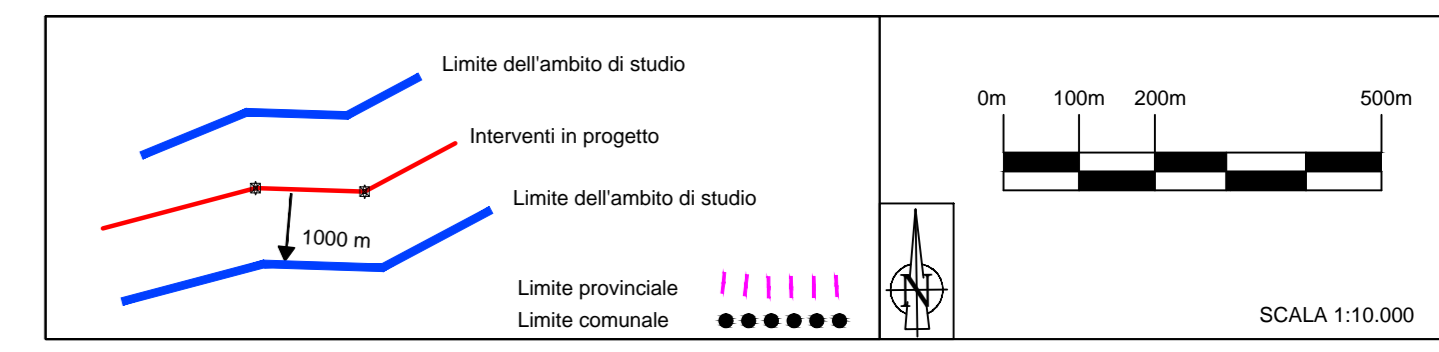 Limite dell'ambito di studio
Interventi in progetto
Limite dell'ambito di studio
1000 m
Limite provinciale
Limite comunale
0m 100m 200m 500m
N
SCALA 1:10.000